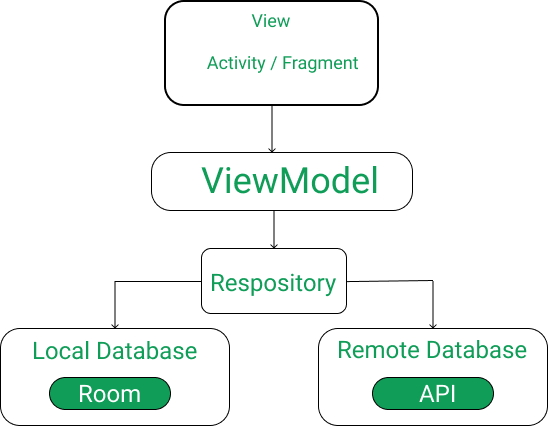 View
Activity / Fragment
ViewModel
Respository
Local Database
Room
Remote Database
API